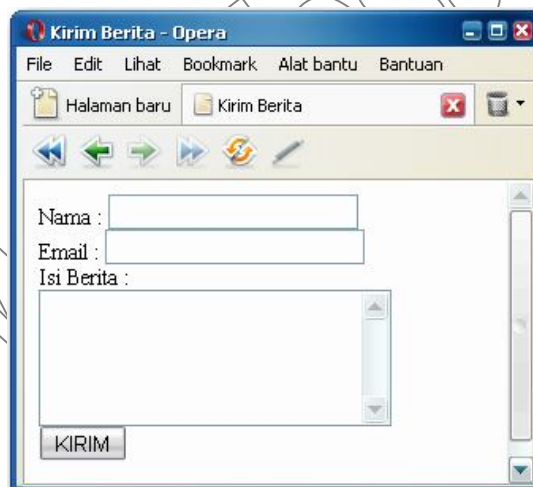 Kirim Berita - Opera
File Edit Lihat Bookmark Alat bantu Bantuan
Halaman baru Kirim Berita
Nama :
Email :
Isi Berita :
KIRIM